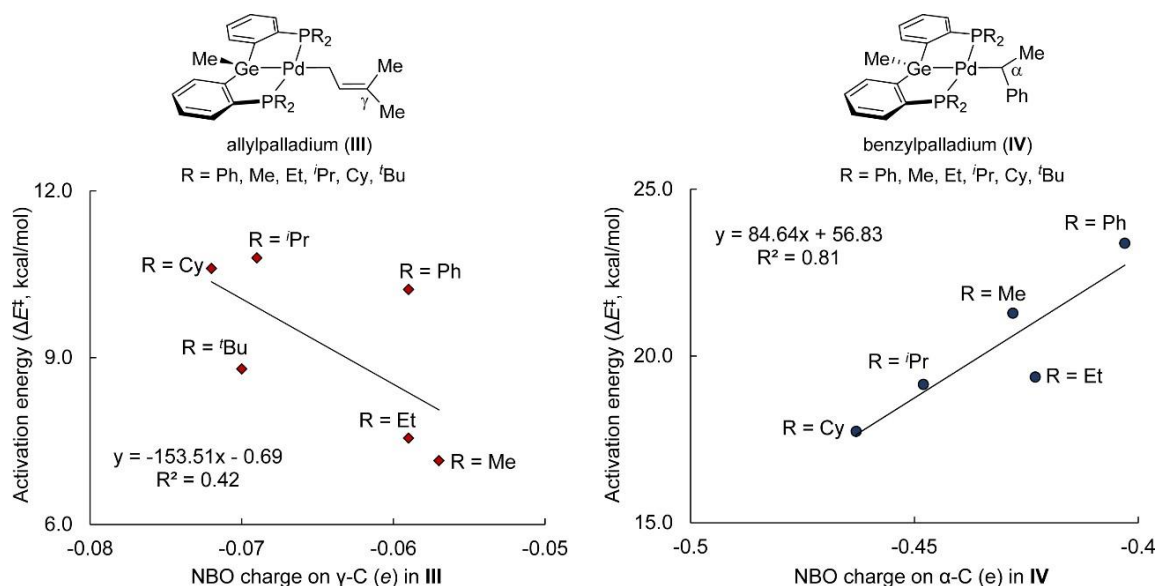 PR₂
Me
Ge
Pd
PR₂
γ
Me
Me
allylpalladium (III)
R = Ph, Me, Et, ⁱPr, Cy, ᵗBu
Activation energy (ΔE‡, kcal/mol)
12.0
9.0
6.0
R = ⁱPr
R = Cy
R = Ph
R = ᵗBu
R = Et
R = Me
y = -153.51x - 0.69
R² = 0.42
-0.08
-0.07
-0.06
-0.05
NBO charge on γ-C (e) in III
PR₂
Me
Me
Ge
Pd
α
PR₂
Ph
benzylpalladium (IV)
R = Ph, Me, Et, ⁱPr, Cy, ᵗBu
Activation energy (ΔE‡, kcal/mol)
25.0
20.0
15.0
y = 84.64x + 56.83
R² = 0.81
R = Ph
R = Me
R = ⁱPr
R = Et
R = Cy
-0.5
-0.45
-0.4
NBO charge on α-C (e) in IV